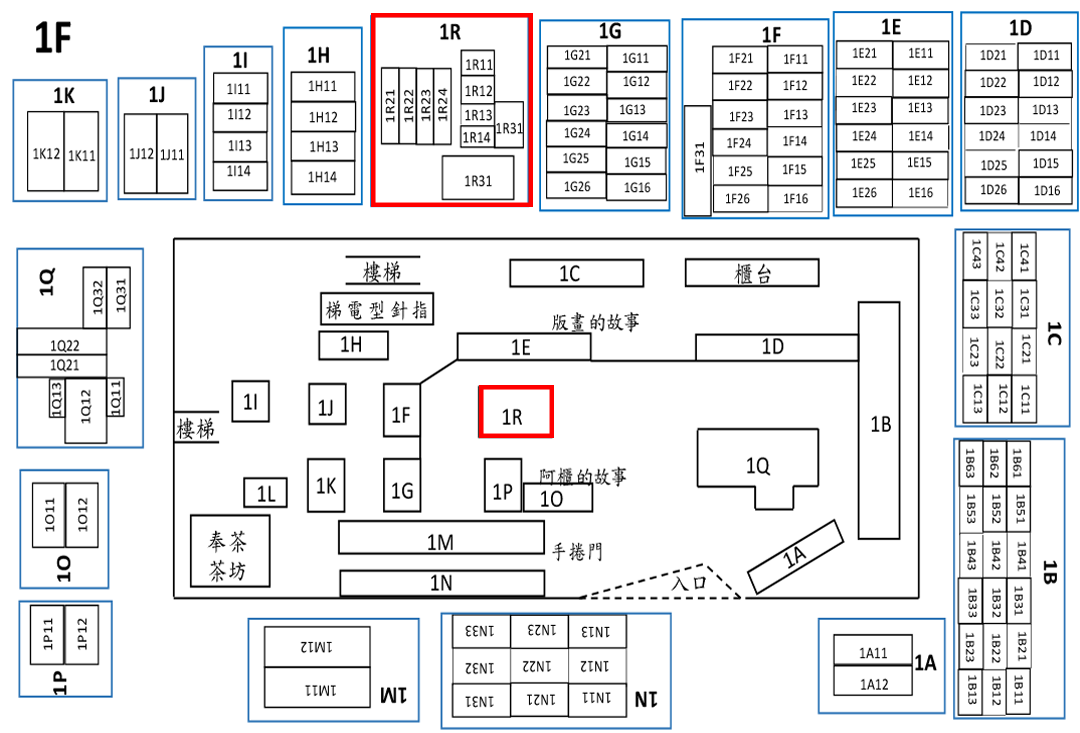 1F
1K
1K12 1K11
1J
1J12 1J11
1I
1I11
1I12
1I13
1I14
1H
1H11
1H12
1H13
1H14
1R
1R21 1R22 1R23 1R24
1R11
1R12
1R13
1R14
1R31
1R31
1G
1G21 1G11
1G22 1G12
1G23 1G13
1G24 1G14
1G25 1G15
1G26 1G16
1F
1F31
1F21 1F11
1F22 1F12
1F23 1F13
1F24 1F14
1F25 1F15
1F26 1F16
1E
1E21 1E11
1E22 1E12
1E23 1E13
1E24 1E14
1E25 1E15
1E26 1E16
1D
1D21 1D11
1D22 1D12
1D23 1D13
1D24 1D14
1D25 1D15
1D26 1D16
1Q
1Q32 1Q31
1Q22
1Q21
1Q13 1Q12 1Q11
1O11 1O12
1O
1P11 1P12
1P
樓梯
梯電型針指
1H
1C
櫃台
版畫的故事
1E
1D
1I
1J
1F
1R
1B
樓梯
1L
1K
1G
1P
阿櫃的故事
1O
1Q
奉茶
茶坊
1M
手捲門
1N
入口
1A
1C43 1C42 1C41
1C33 1C32 1C31
1C23 1C22 1C21
1C13 1C12 1C11
1C
1B63 1B62 1B61
1B53 1B52 1B51
1B43 1B42 1B41
1B33 1B32 1B31
1B23 1B22 1B21
1B13 1B12 1B11
1B
1M12
1M11
1M
1N33 1N23 1N13
1N32 1N22 1N12
1N31 1N21 1N11
1N
1A11
1A12
1A